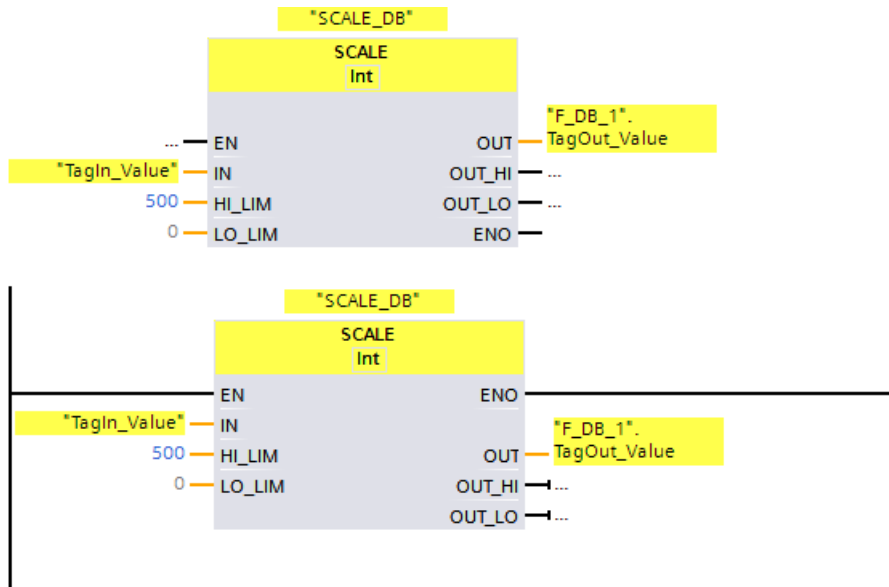 "SCALE_DB"
SCALE
Int
"F_DB_1".
... EN OUT TagOut_Value
"TagIn_Value" IN OUT_HI ...
500 HI_LIM OUT_LO ...
0 LO_LIM ENO
"SCALE_DB"
SCALE
Int
EN ENO
"TagIn_Value" IN "F_DB_1".
500 HI_LIM OUT TagOut_Value
0 LO_LIM OUT_HI ...
OUT_LO ...